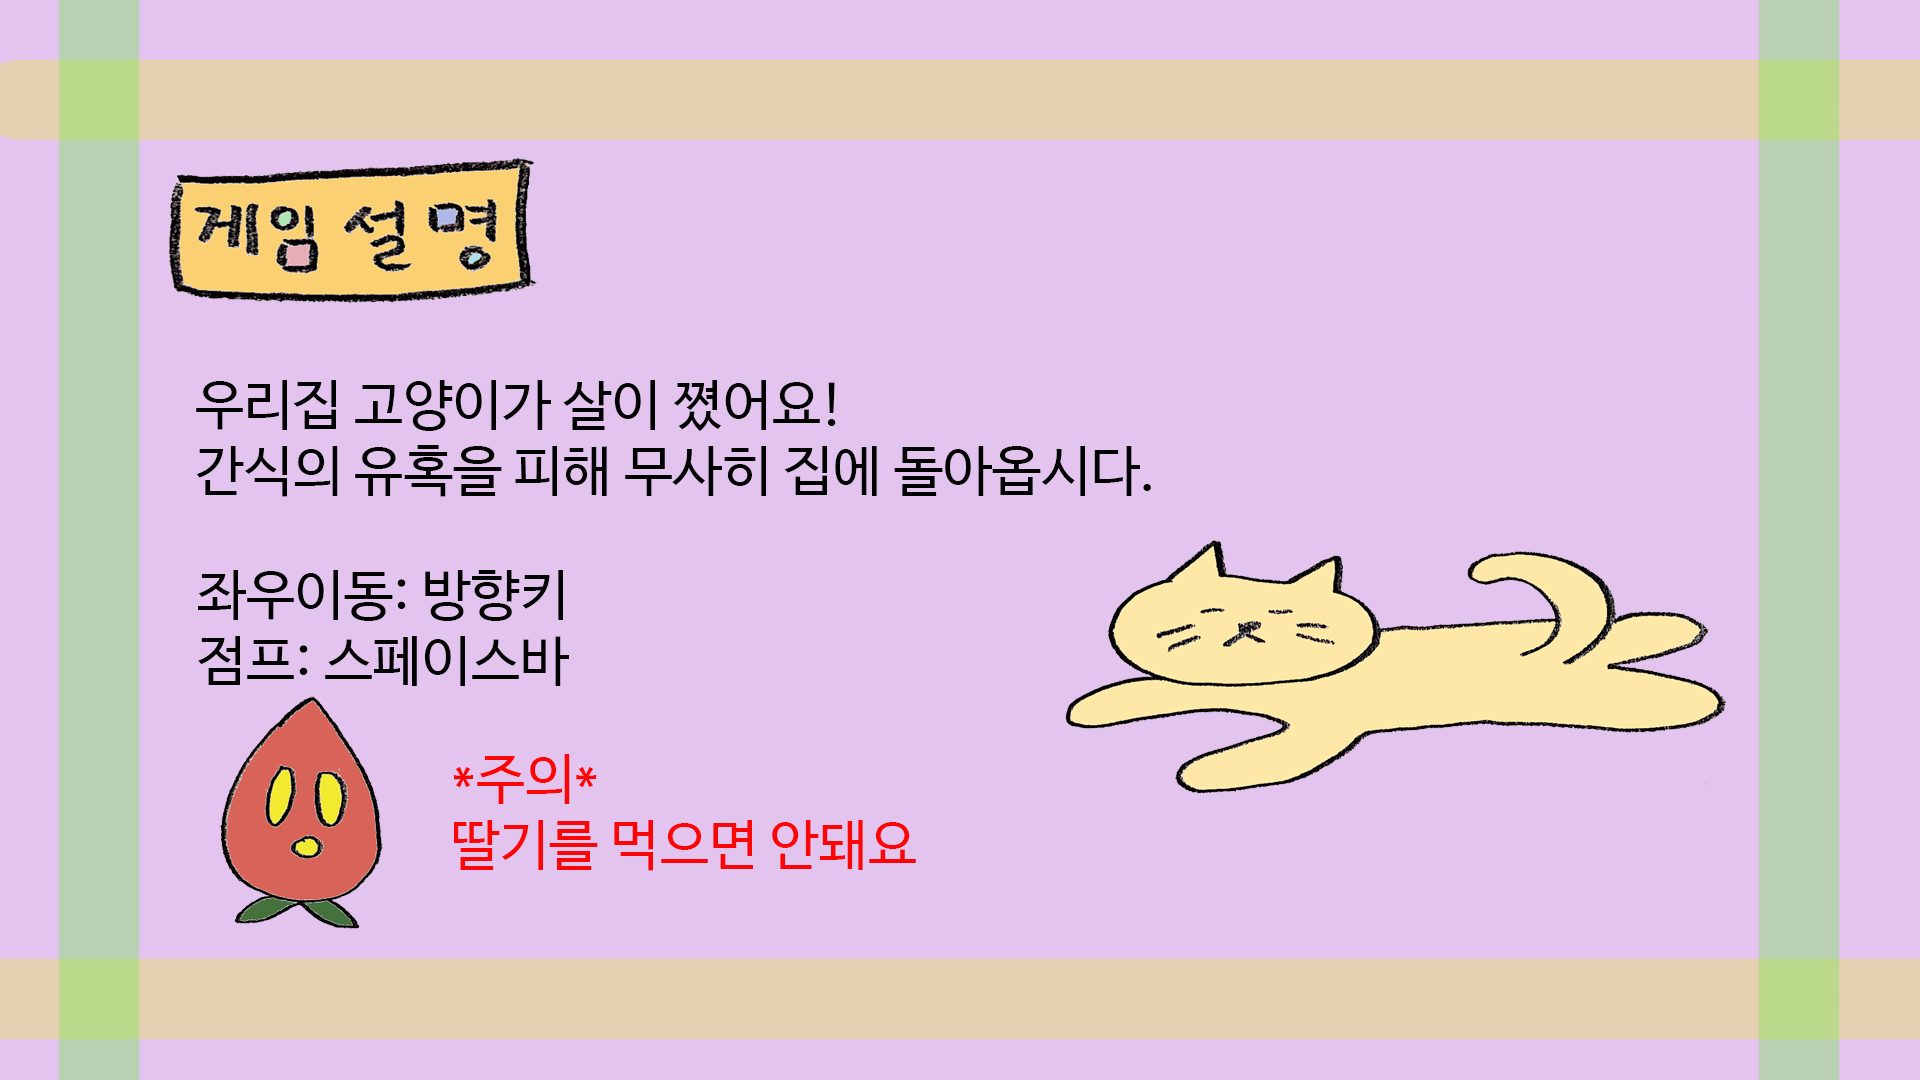 게임 설명
우리집 고양이가 살이 쪘어요!
간식의 유혹을 피해 무사히 집에 돌아옵시다.
좌우이동: 방향키
점프: 스페이스바
*주의*
딸기를 먹으면 안돼요